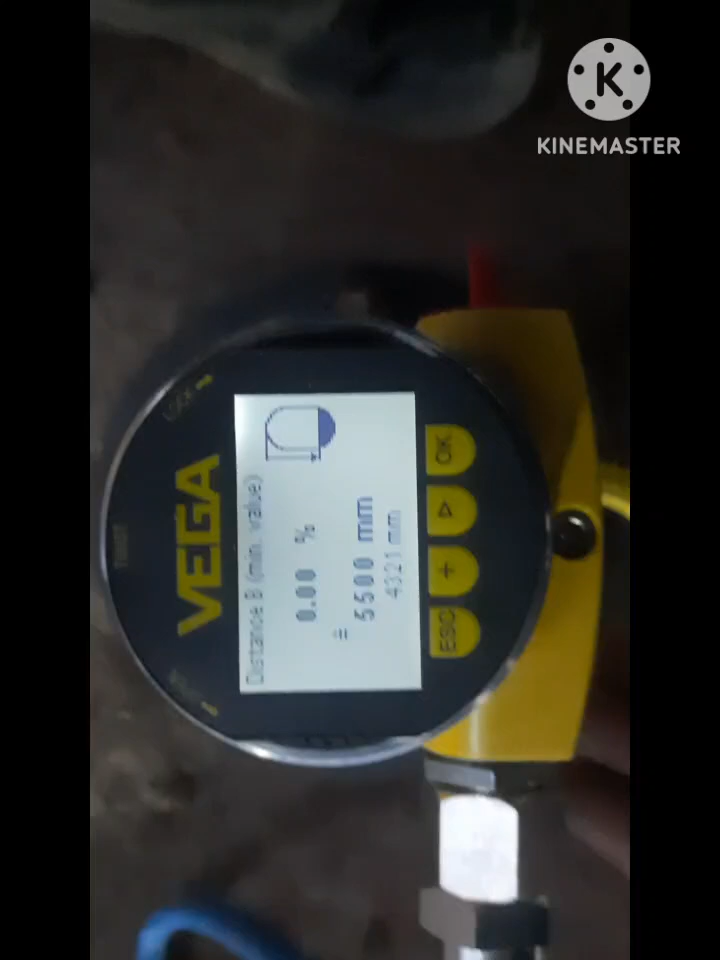 KINEMASTER
VEGA
Distance B (min. value)
0.00 %
=
5500 mm
4321 mm
ESC
+
OK